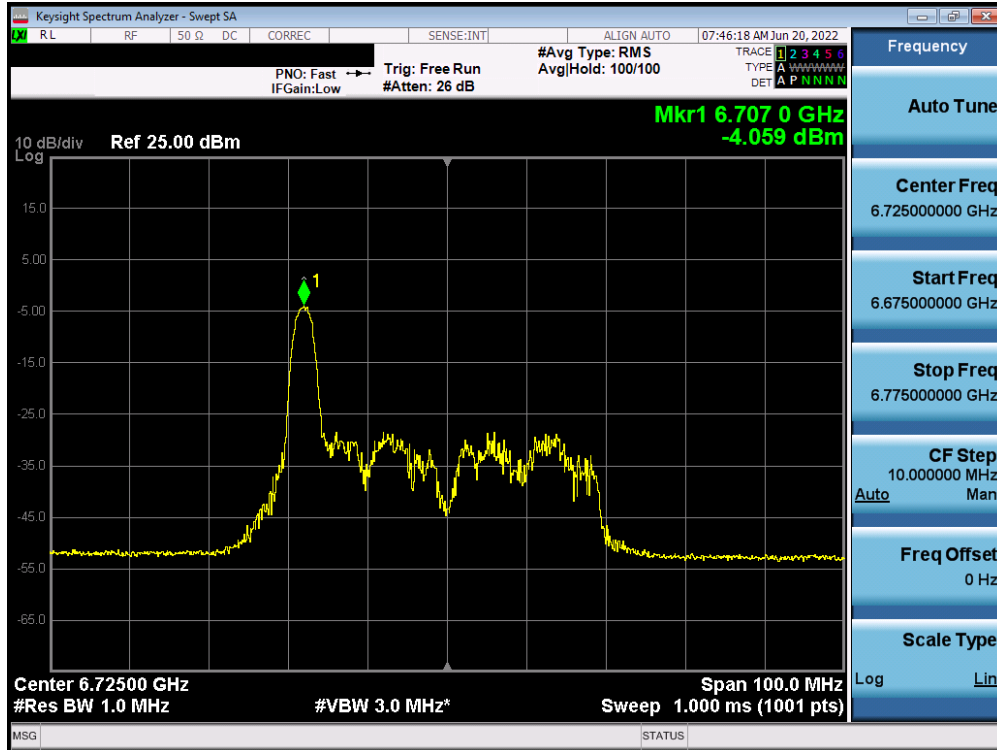 Keysight Spectrum Analyzer - Swept SA
LXI RL RF 50 Ω DC CORREC SENSE:INT ALIGN AUTO 07:46:18 AM Jun 20, 2022
PNO: Fast
IFGain:Low
Trig: Free Run
#Atten: 26 dB
#Avg Type: RMS
Avg|Hold: 100/100
TRACE 1 2 3 4 5 6
TYPE A WWWWW
DET A P N N N N
Mkr1 6.707 0 GHz
-4.059 dBm
10 dB/div Ref 25.00 dBm
Log
1
15.0
5.00
-5.00
-15.0
-25.0
-35.0
-45.0
-55.0
-65.0
Center 6.72500 GHz Span 100.0 MHz
#Res BW 1.0 MHz #VBW 3.0 MHz* Sweep 1.000 ms (1001 pts)
MSG STATUS
Frequency
Auto Tune
Center Freq
6.725000000 GHz
Start Freq
6.675000000 GHz
Stop Freq
6.775000000 GHz
CF Step
10.000000 MHz
Auto Man
Freq Offset
0 Hz
Scale Type
Log Lin